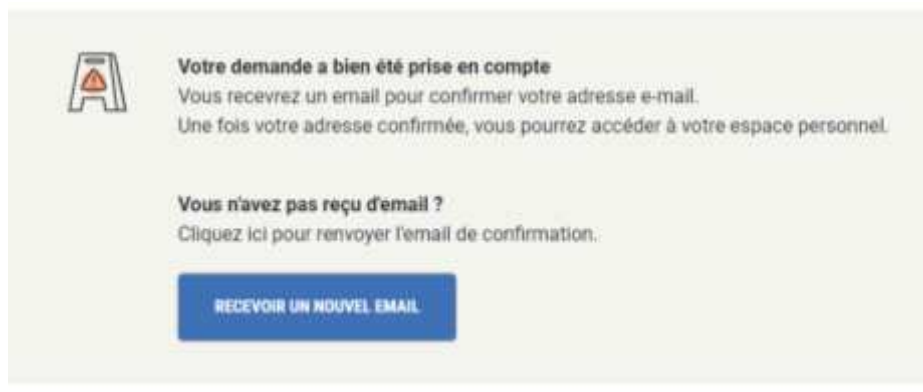 Votre demande a bien été prise en compte
Vous recevrez un email pour confirmer votre adresse e-mail.
Une fois votre adresse confirmée, vous pourrez accéder à votre espace personnel.
Vous n'avez pas reçu d'email ?
Cliquez ici pour renvoyer l'email de confirmation.
RECEVOIR UN NOUVEL EMAIL